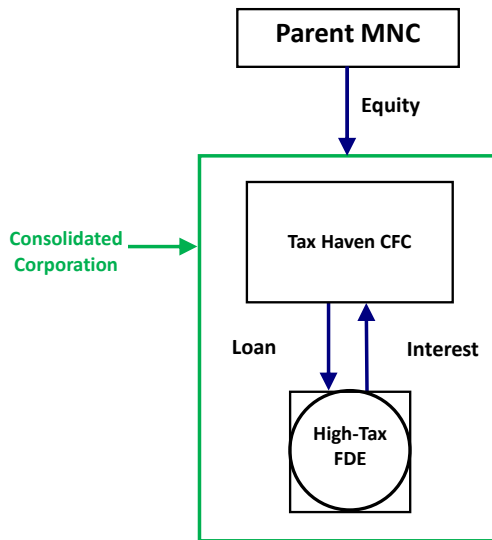 Parent MNC
Equity
Consolidated
Corporation
Tax Haven CFC
Loan
Interest
High-Tax
FDE